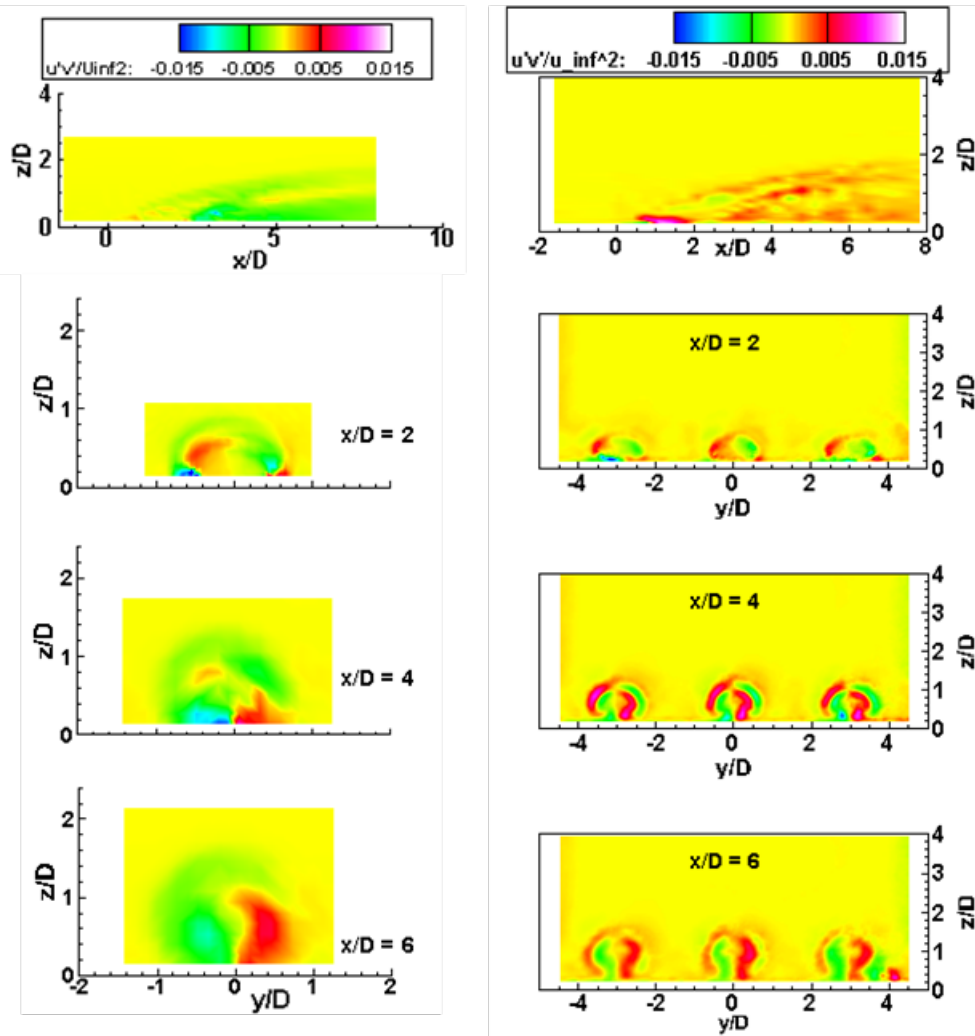 u'v'/Uinf2: -0.015 -0.005 0.005 0.015
4
2
0
z/D
0 5 10
x/D
2
1
0
z/D
x/D = 2
2
1
0
z/D
x/D = 4
2
1
0
z/D
x/D = 6
-2 -1 0 1 2
y/D
u'v'/u_inf^2: -0.015 -0.005 0.005 0.015
4
2
0
z/D
-2 0 2 x/D 4 6 8
x/D = 2
4
3
2
1
0
z/D
-4 -2 0 2 4
y/D
x/D = 4
4
3
2
1
0
z/D
-4 -2 0 2 4
y/D
x/D = 6
4
3
2
1
0
z/D
-4 -2 0 2 4
y/D